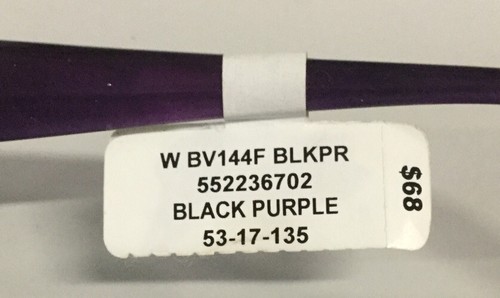 W BV144F BLKPR
552236702
BLACK PURPLE
53-17-135
$68